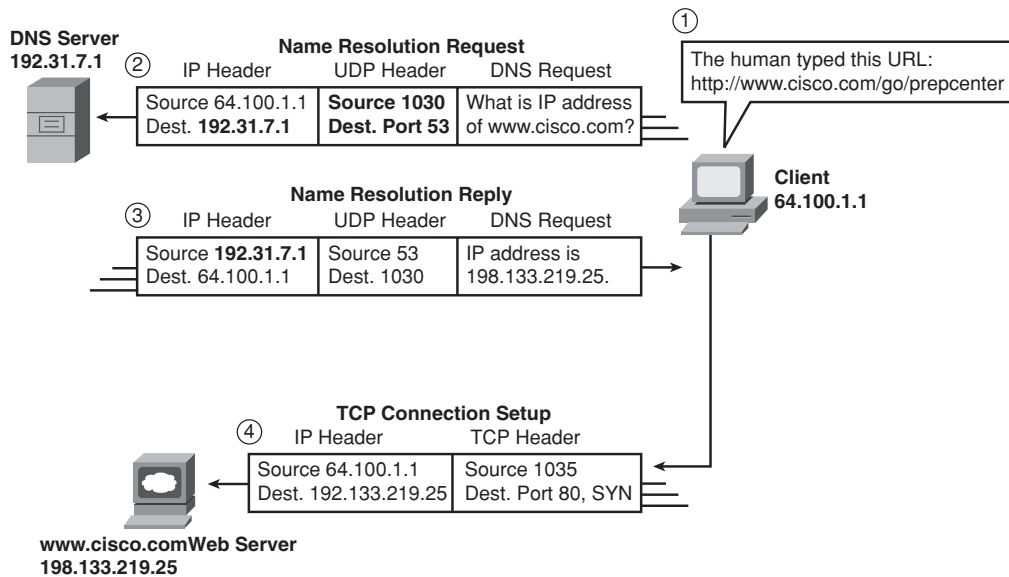 ①
The human typed this URL:
http://www.cisco.com/go/prepcenter
DNS Server
192.31.7.1
Name Resolution Request
②
IP Header
UDP Header
DNS Request
Source 64.100.1.1
Dest. 192.31.7.1
Source 1030
Dest. Port 53
What is IP address
of www.cisco.com?
Client
64.100.1.1
Name Resolution Reply
③
IP Header
UDP Header
DNS Request
Source 192.31.7.1
Dest. 64.100.1.1
Source 53
Dest. 1030
IP address is
198.133.219.25.
TCP Connection Setup
④
IP Header
TCP Header
Source 64.100.1.1
Dest. 192.133.219.25
Source 1035
Dest. Port 80, SYN
www.cisco.comWeb Server
198.133.219.25